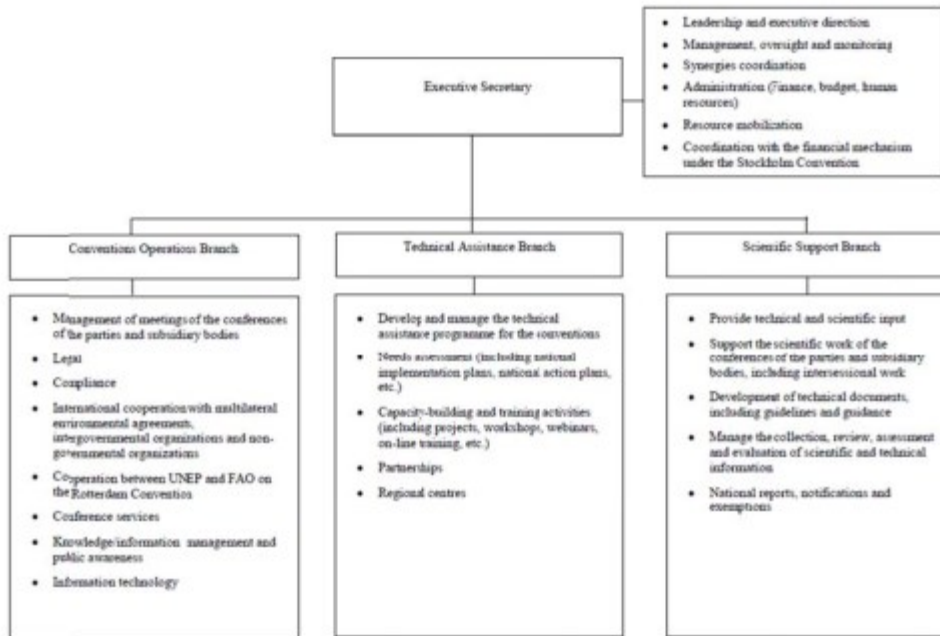 Executive Secretary
• Leadership and executive direction
• Management, oversight and monitoring
• Synergies coordination
• Administration (Finance, budget, human
resources)
• Resource mobilization
• Coordination with the financial mechanism
under the Stockholm Convention
Conventions Operations Branch
• Management of meetings of the conferences
of the parties and subsidiary bodies
• Legal
• Compliance
• International cooperation with multilateral
environmental agreements,
intergovernmental organizations and non-
governmental organizations
• Cooperation between UNEP and FAO on
the Rotterdam Convention
• Conference services
• Knowledge/information management and
public awareness
• Information technology
Technical Assistance Branch
• Develop and manage the technical
assistance programme for the conventions
• Needs assessment (including national
implementation plans, national action plans,
etc.)
• Capacity-building and training activities
(including projects, workshops, webinars,
on-line training, etc.)
• Partnerships
• Regional centres
Scientific Support Branch
• Provide technical and scientific input
• Support the scientific work of the
conferences of the parties and subsidiary
bodies, including intersessional work
• Development of technical documents,
including guidelines and guidance
• Manage the collection, review, assessment
and evaluation of scientific and technical
information
• National reports, notifications and
exemptions